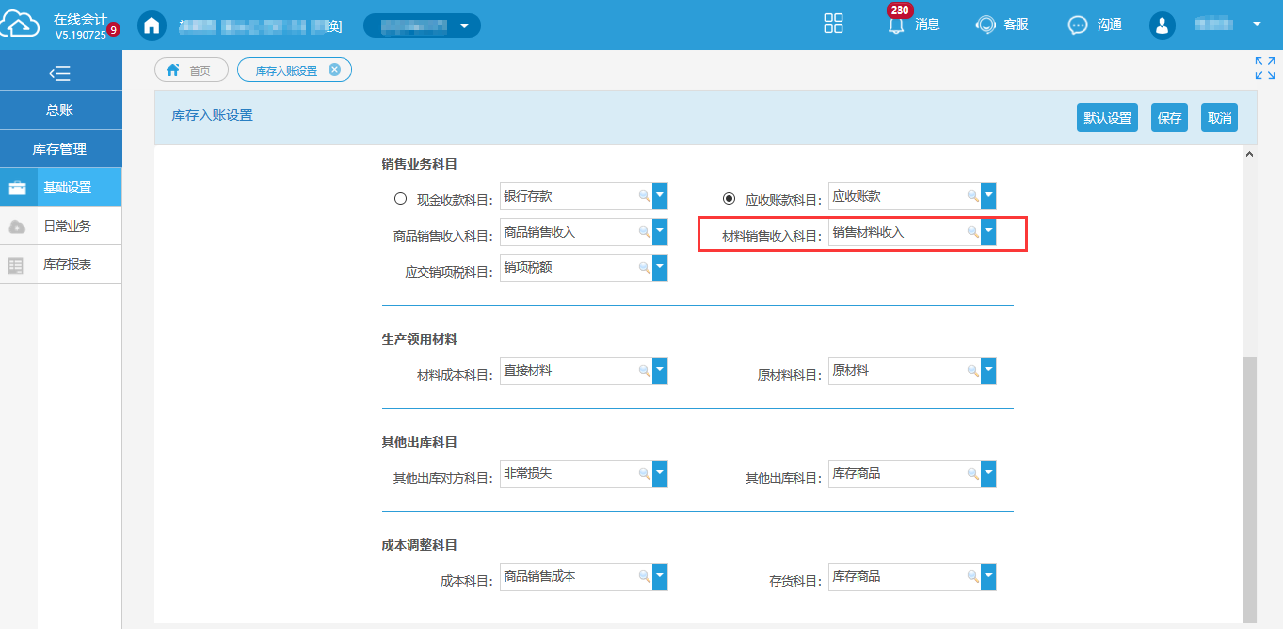 在线会计
V5.190725
9
换]
230
消息
客服
沟通
总账
库存管理
基础设置
日常业务
库存报表
首页
库存入账设置
库存入账设置
默认设置
保存
取消
销售业务科目
现金收款科目: 银行存款
应收账款科目: 应收账款
商品销售收入科目: 商品销售收入
材料销售收入科目: 销售材料收入
应交销项税科目: 销项税额
生产领用材料
材料成本科目: 直接材料
原材料科目: 原材料
其他出库科目
其他出库对方科目: 非常损失
其他出库科目: 库存商品
成本调整科目
成本科目: 商品销售成本
存货科目: 库存商品